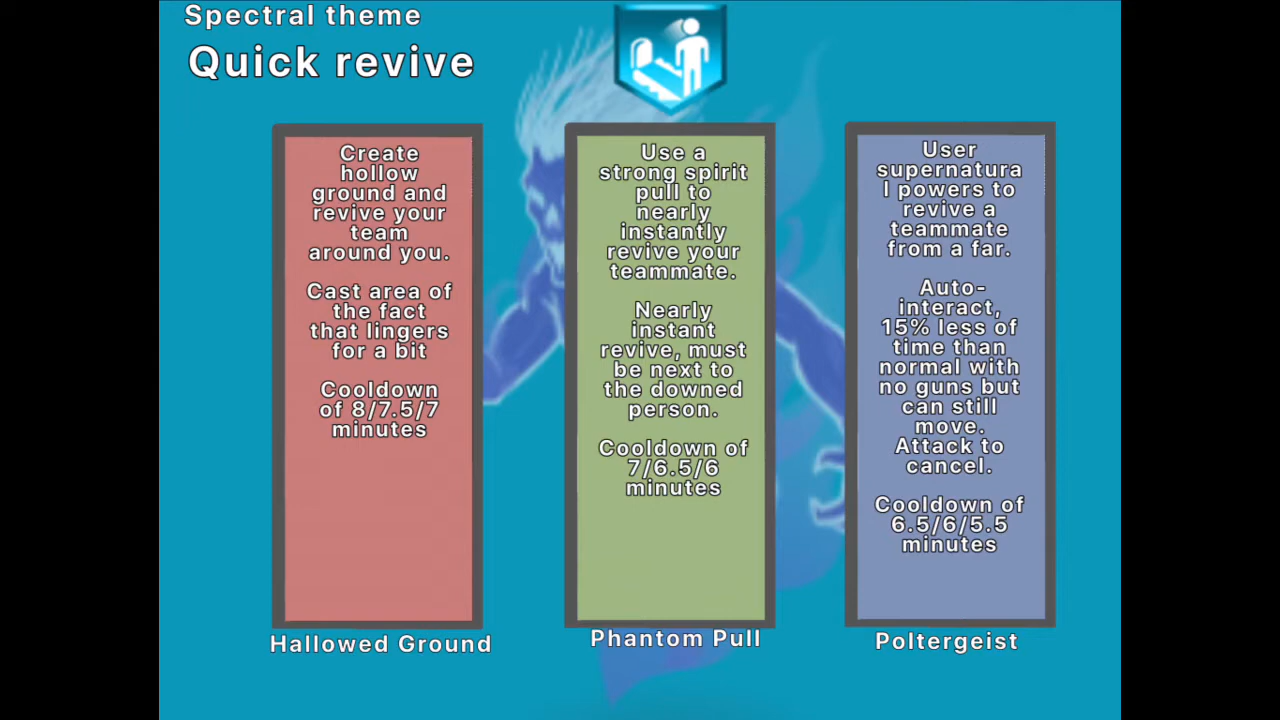 Spectral theme
Quick revive
Create
hollow
ground and
revive your
team
around you.
Cast area of
the fact
that lingers
for a bit
Cooldown
of 8/7.5/7
minutes
Hallowed Ground
Use a
strong spirit
pull to
nearly
instantly
revive your
teammate.
Nearly
instant
revive, must
be next to
the downed
person.
Cooldown of
7/6.5/6
minutes
Phantom Pull
User
supernatura
l powers to
revive a
teammate
from a far.
Auto-
interact,
15% less of
time than
normal with
no guns but
can still
move.
Attack to
cancel.
Cooldown of
6.5/6/5.5
minutes
Poltergeist